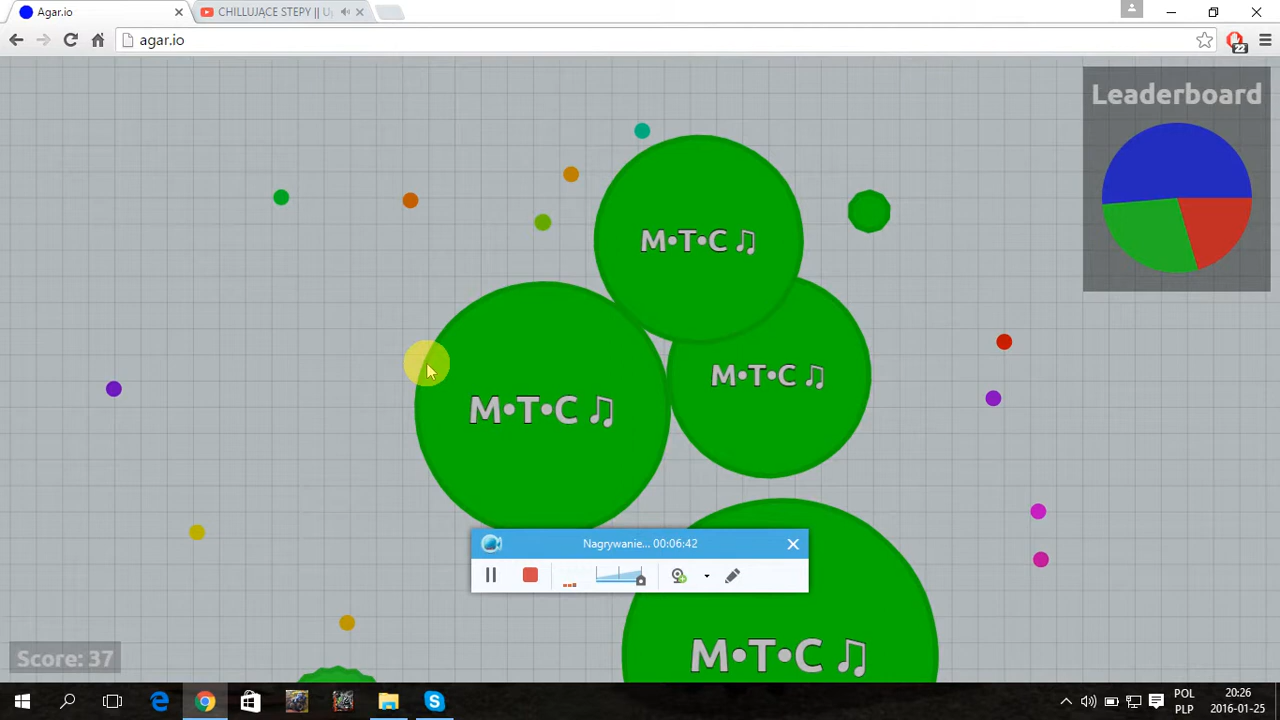 Agar.io
CHILLUJĄCE STEPY || U
agar.io
22
Leaderboard
M•T•C ♫
M•T•C ♫
M•T•C ♫
Nagrywanie... 00:06:42
M•T•C ♫
Score: 37
POL
PLP
20:26
2016-01-25